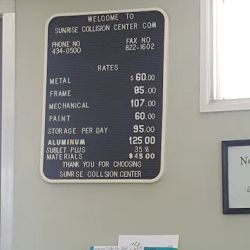 WELCOME TO
SUNRISE COLLISION CENTER COM
PHONE NO FAX NO
434-0500 822-1602
RATES
METAL $ 60.00
FRAME 85.00
MECHANICAL 107.00
PAINT 60.00
STORAGE PER DAY 95.00
ALUMINUM 125.00
SUBLET PLUS 35 %
MATERIALS $ 48.00
THANK YOU FOR CHOOSING
SUNRISE COLLSION CENTER